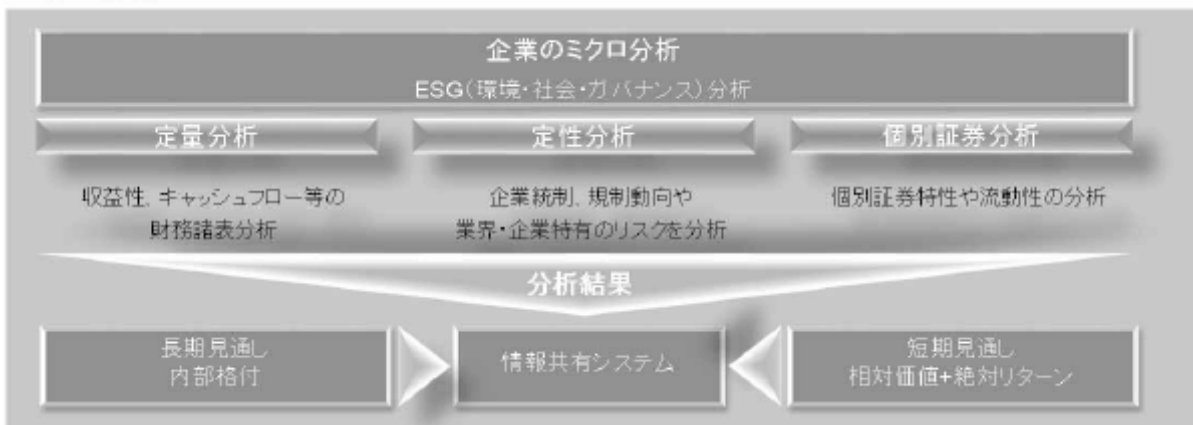 企業のミクロ分析
ESG(環境・社会・ガバナンス)分析
定量分析
定性分析
個別証券分析
収益性、キャッシュフロー等の
財務諸表分析
企業統制、規制動向や
業界・企業特有のリスクを分析
個別証券特性や流動性の分析
分析結果
長期見通し
内部格付
情報共有システム
短期見通し
相対価値+絶対リターン